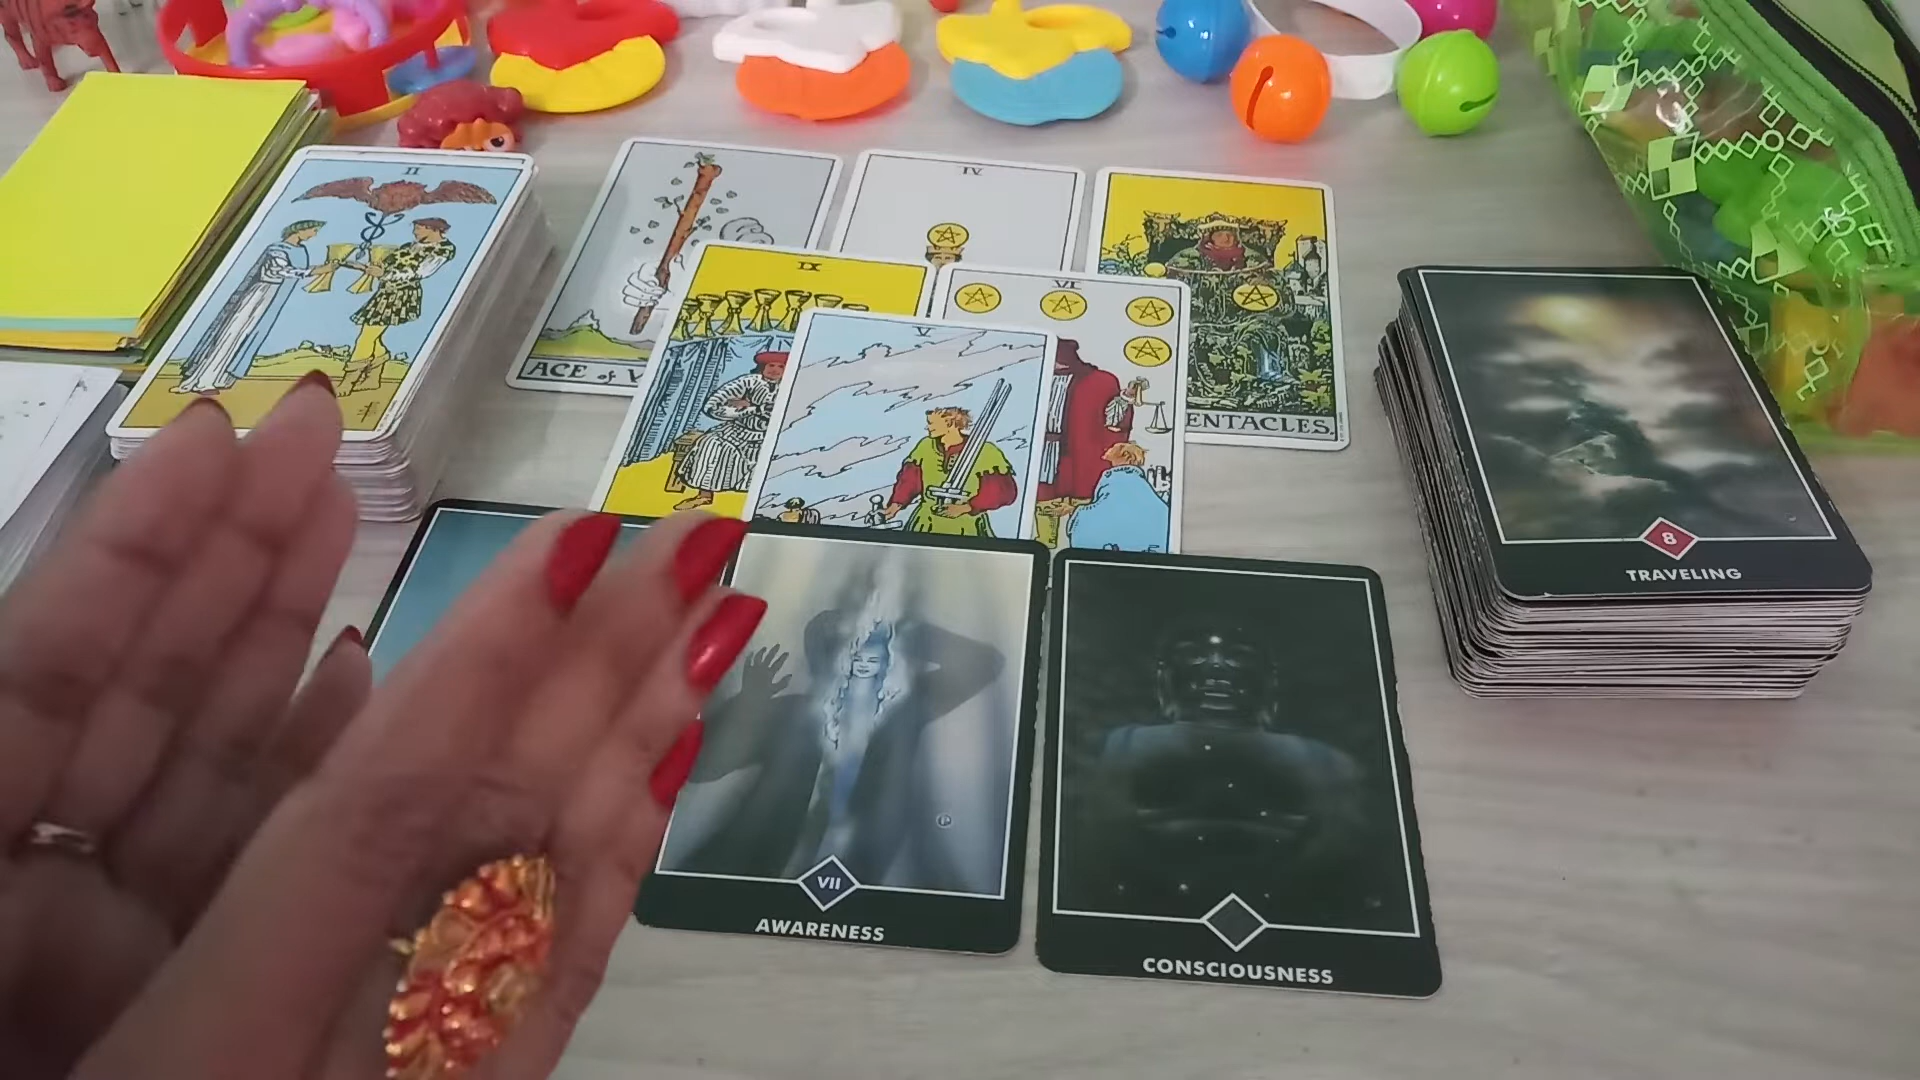 II
ACE of
IV
IX
VI
V
ENTACLES.
8
TRAVELING
VII
AWARENESS
CONSCIOUSNESS